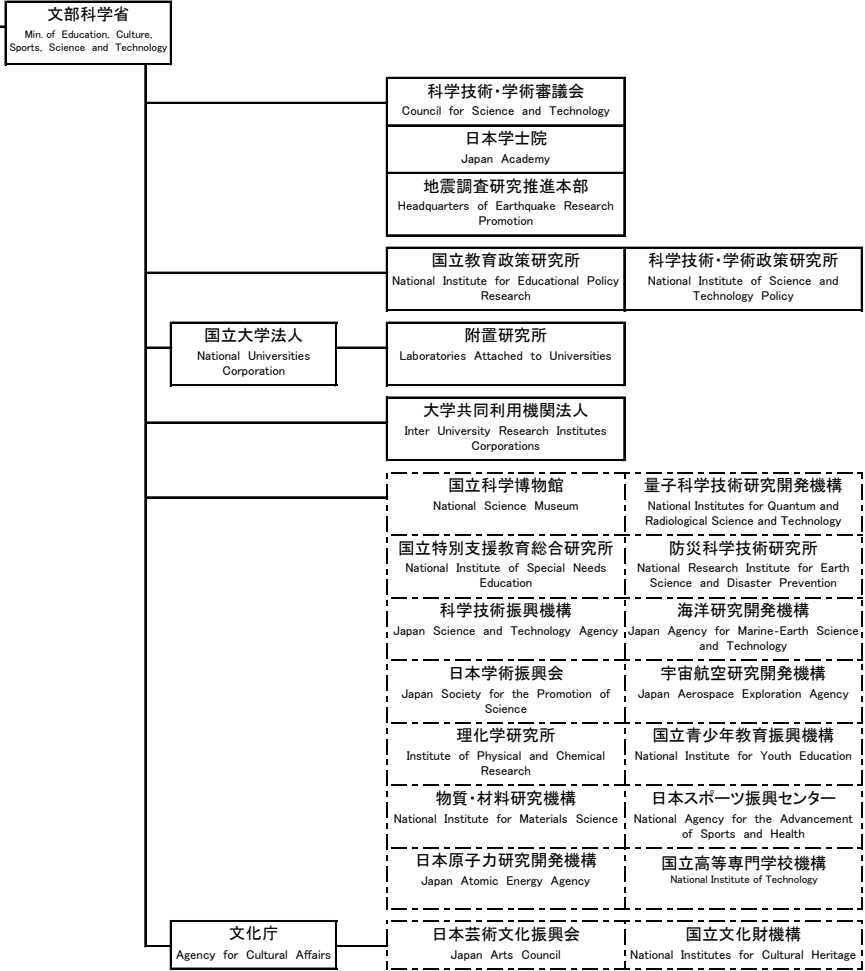 文部科学省
Min. of Education, Culture,
Sports, Science and Technology
科学技術・学術審議会
Council for Science and Technology
日本学士院
Japan Academy
地震調査研究推進本部
Headquarters of Earthquake Research
Promotion
国立教育政策研究所
National Institute for Educational Policy
Research
科学技術・学術政策研究所
National Institute of Science and
Technology Policy
国立大学法人
National Universities
Corporation
附置研究所
Laboratories Attached to Universities
大学共同利用機関法人
Inter University Research Institutes
Corporations
国立科学博物館
National Science Museum
量子科学技術研究開発機構
National Institutes for Quantum and
Radiological Science and Technology
国立特別支援教育総合研究所
National Institute of Special Needs
Education
防災科学技術研究所
National Research Institute for Earth
Science and Disaster Prevention
科学技術振興機構
Japan Science and Technology Agency
海洋研究開発機構
Japan Agency for Marine-Earth Science
and Technology
日本学術振興会
Japan Society for the Promotion of
Science
宇宙航空研究開発機構
Japan Aerospace Exploration Agency
理化学研究所
Institute of Physical and Chemical
Research
国立青少年教育振興機構
National Institute for Youth Education
物質・材料研究機構
National Institute for Materials Science
日本スポーツ振興センター
National Agency for the Advancement
of Sports and Health
日本原子力研究開発機構
Japan Atomic Energy Agency
国立高等専門学校機構
National Institute of Technology
文化庁
Agency for Cultural Affairs
日本芸術文化振興会
Japan Arts Council
国立文化財機構
National Institutes for Cultural Heritage